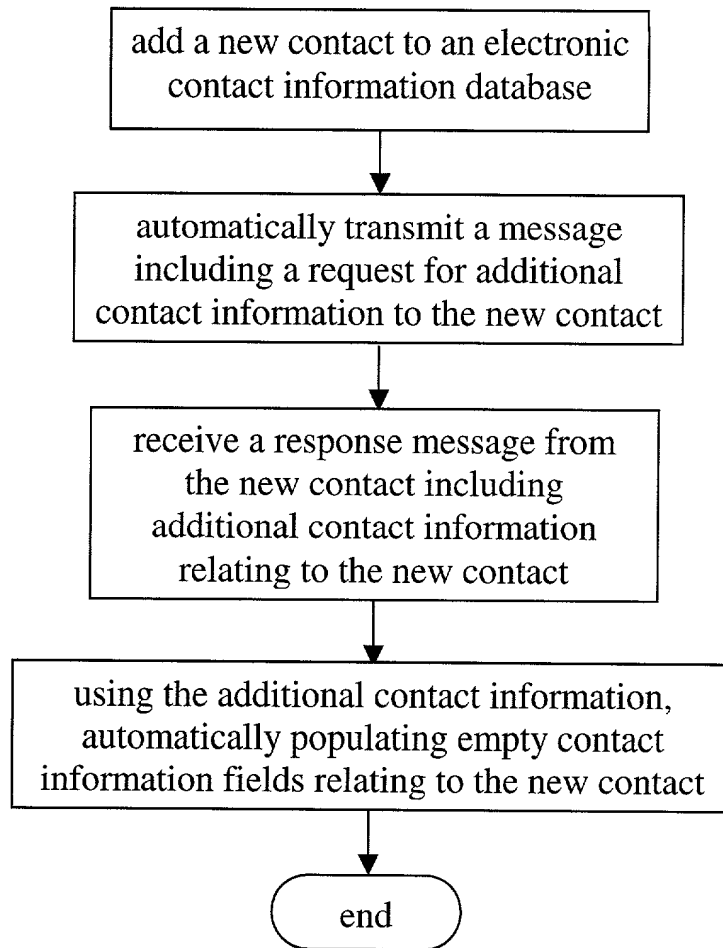 add a new contact to an electronic
contact information database
automatically transmit a message
including a request for additional
contact information to the new contact
receive a response message from
the new contact including
additional contact information
relating to the new contact
using the additional contact information,
automatically populating empty contact
information fields relating to the new contact
end